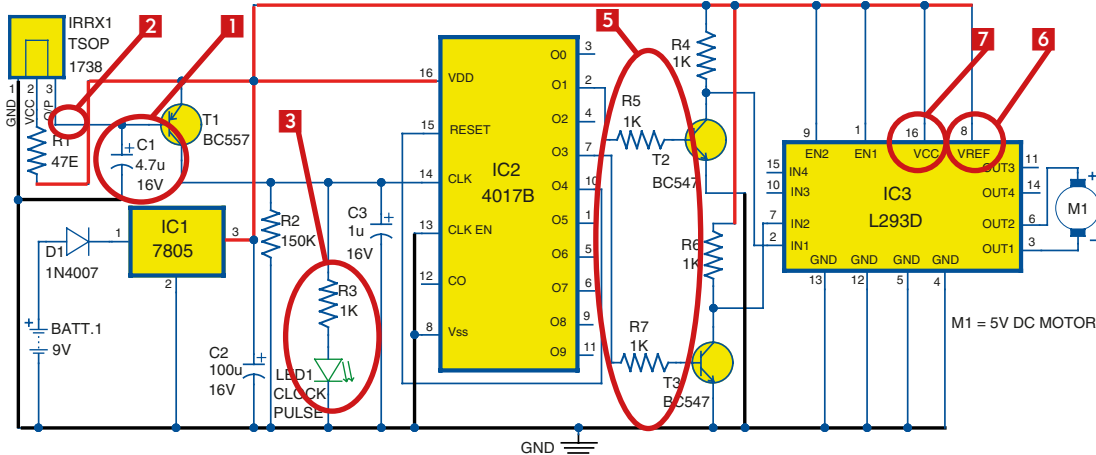 IRRX1
TSOP
1738
1 2 3
GND
VCC
O/P
R1
47E
2
1
C1
4.7u
16V
T1
BC557
IC1
7805
1
3
2
D1
1N4007
BATT.1
9V
C2
100u
16V
R2
150K
3
R3
1K
LED1
CLOCK
PULSE
C3
1u
16V
IC2
4017B
16 VDD
15 RESET
14 CLK
13 CLK EN
12 CO
8 Vss
O0 3
O1 2
O2 4
O3 7
O4 10
O5 1
O6 5
O7 6
O8 9
O9 11
5
R5
1K
R7
1K
R4
1K
T2
BC547
R6
1K
T3
BC547
7
6
9
EN2
1
EN1
16
VCC
8
VREF
15 IN4
10 IN3
7 IN2
2 IN1
IC3
L293D
OUT3 11
OUT4 14
OUT2 6
OUT1 3
GND GND GND GND
13 12 5 4
M1
M1 = 5V DC MOTOR
GND